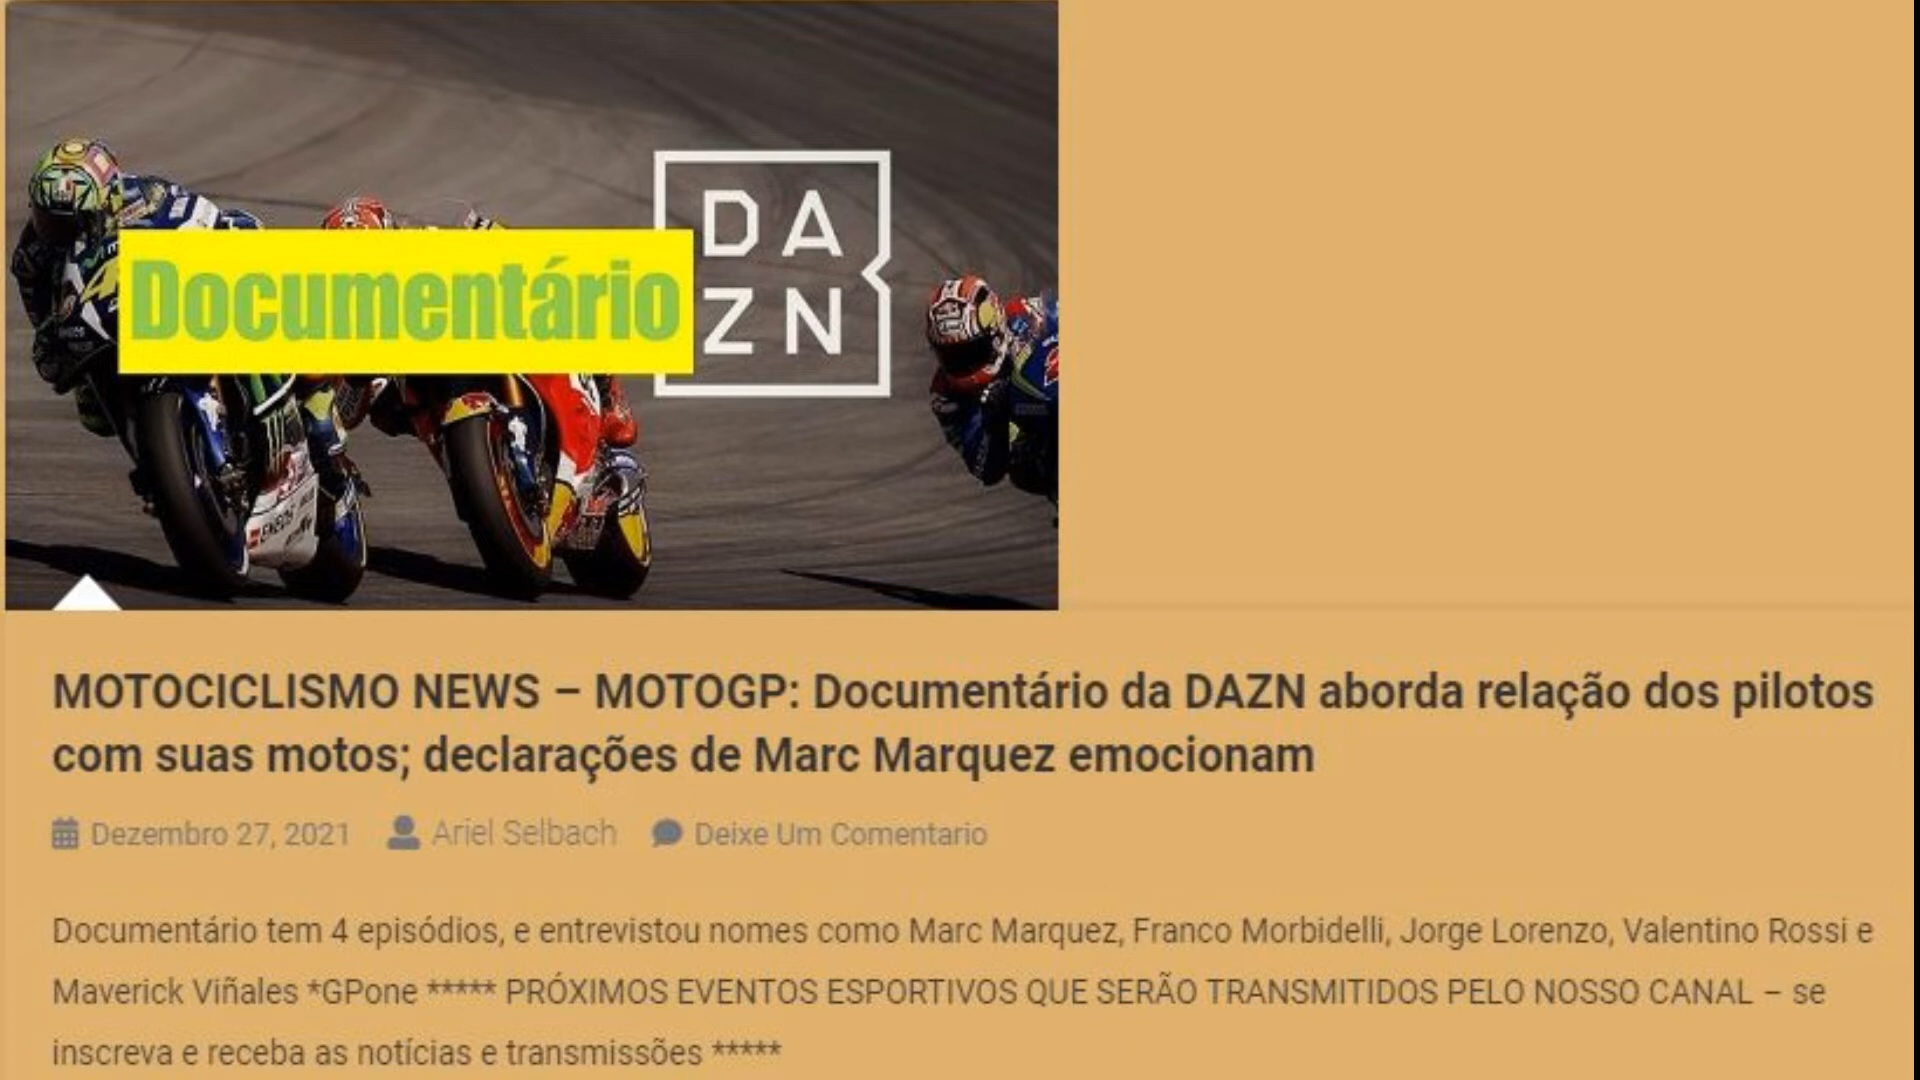 Documentário
DA
ZN
ENEOS
MOTOCICLISMO NEWS – MOTOGP: Documentário da DAZN aborda relação dos pilotos
com suas motos; declarações de Marc Marquez emocionam
Dezembro 27, 2021 Ariel Selbach Deixe Um Comentario
Documentário tem 4 episódios, e entrevistou nomes como Marc Marquez, Franco Morbidelli, Jorge Lorenzo, Valentino Rossi e
Maverick Viñales *GPone ***** PRÓXIMOS EVENTOS ESPORTIVOS QUE SERÃO TRANSMITIDOS PELO NOSSO CANAL – se
inscreva e receba as notícias e transmissões *****